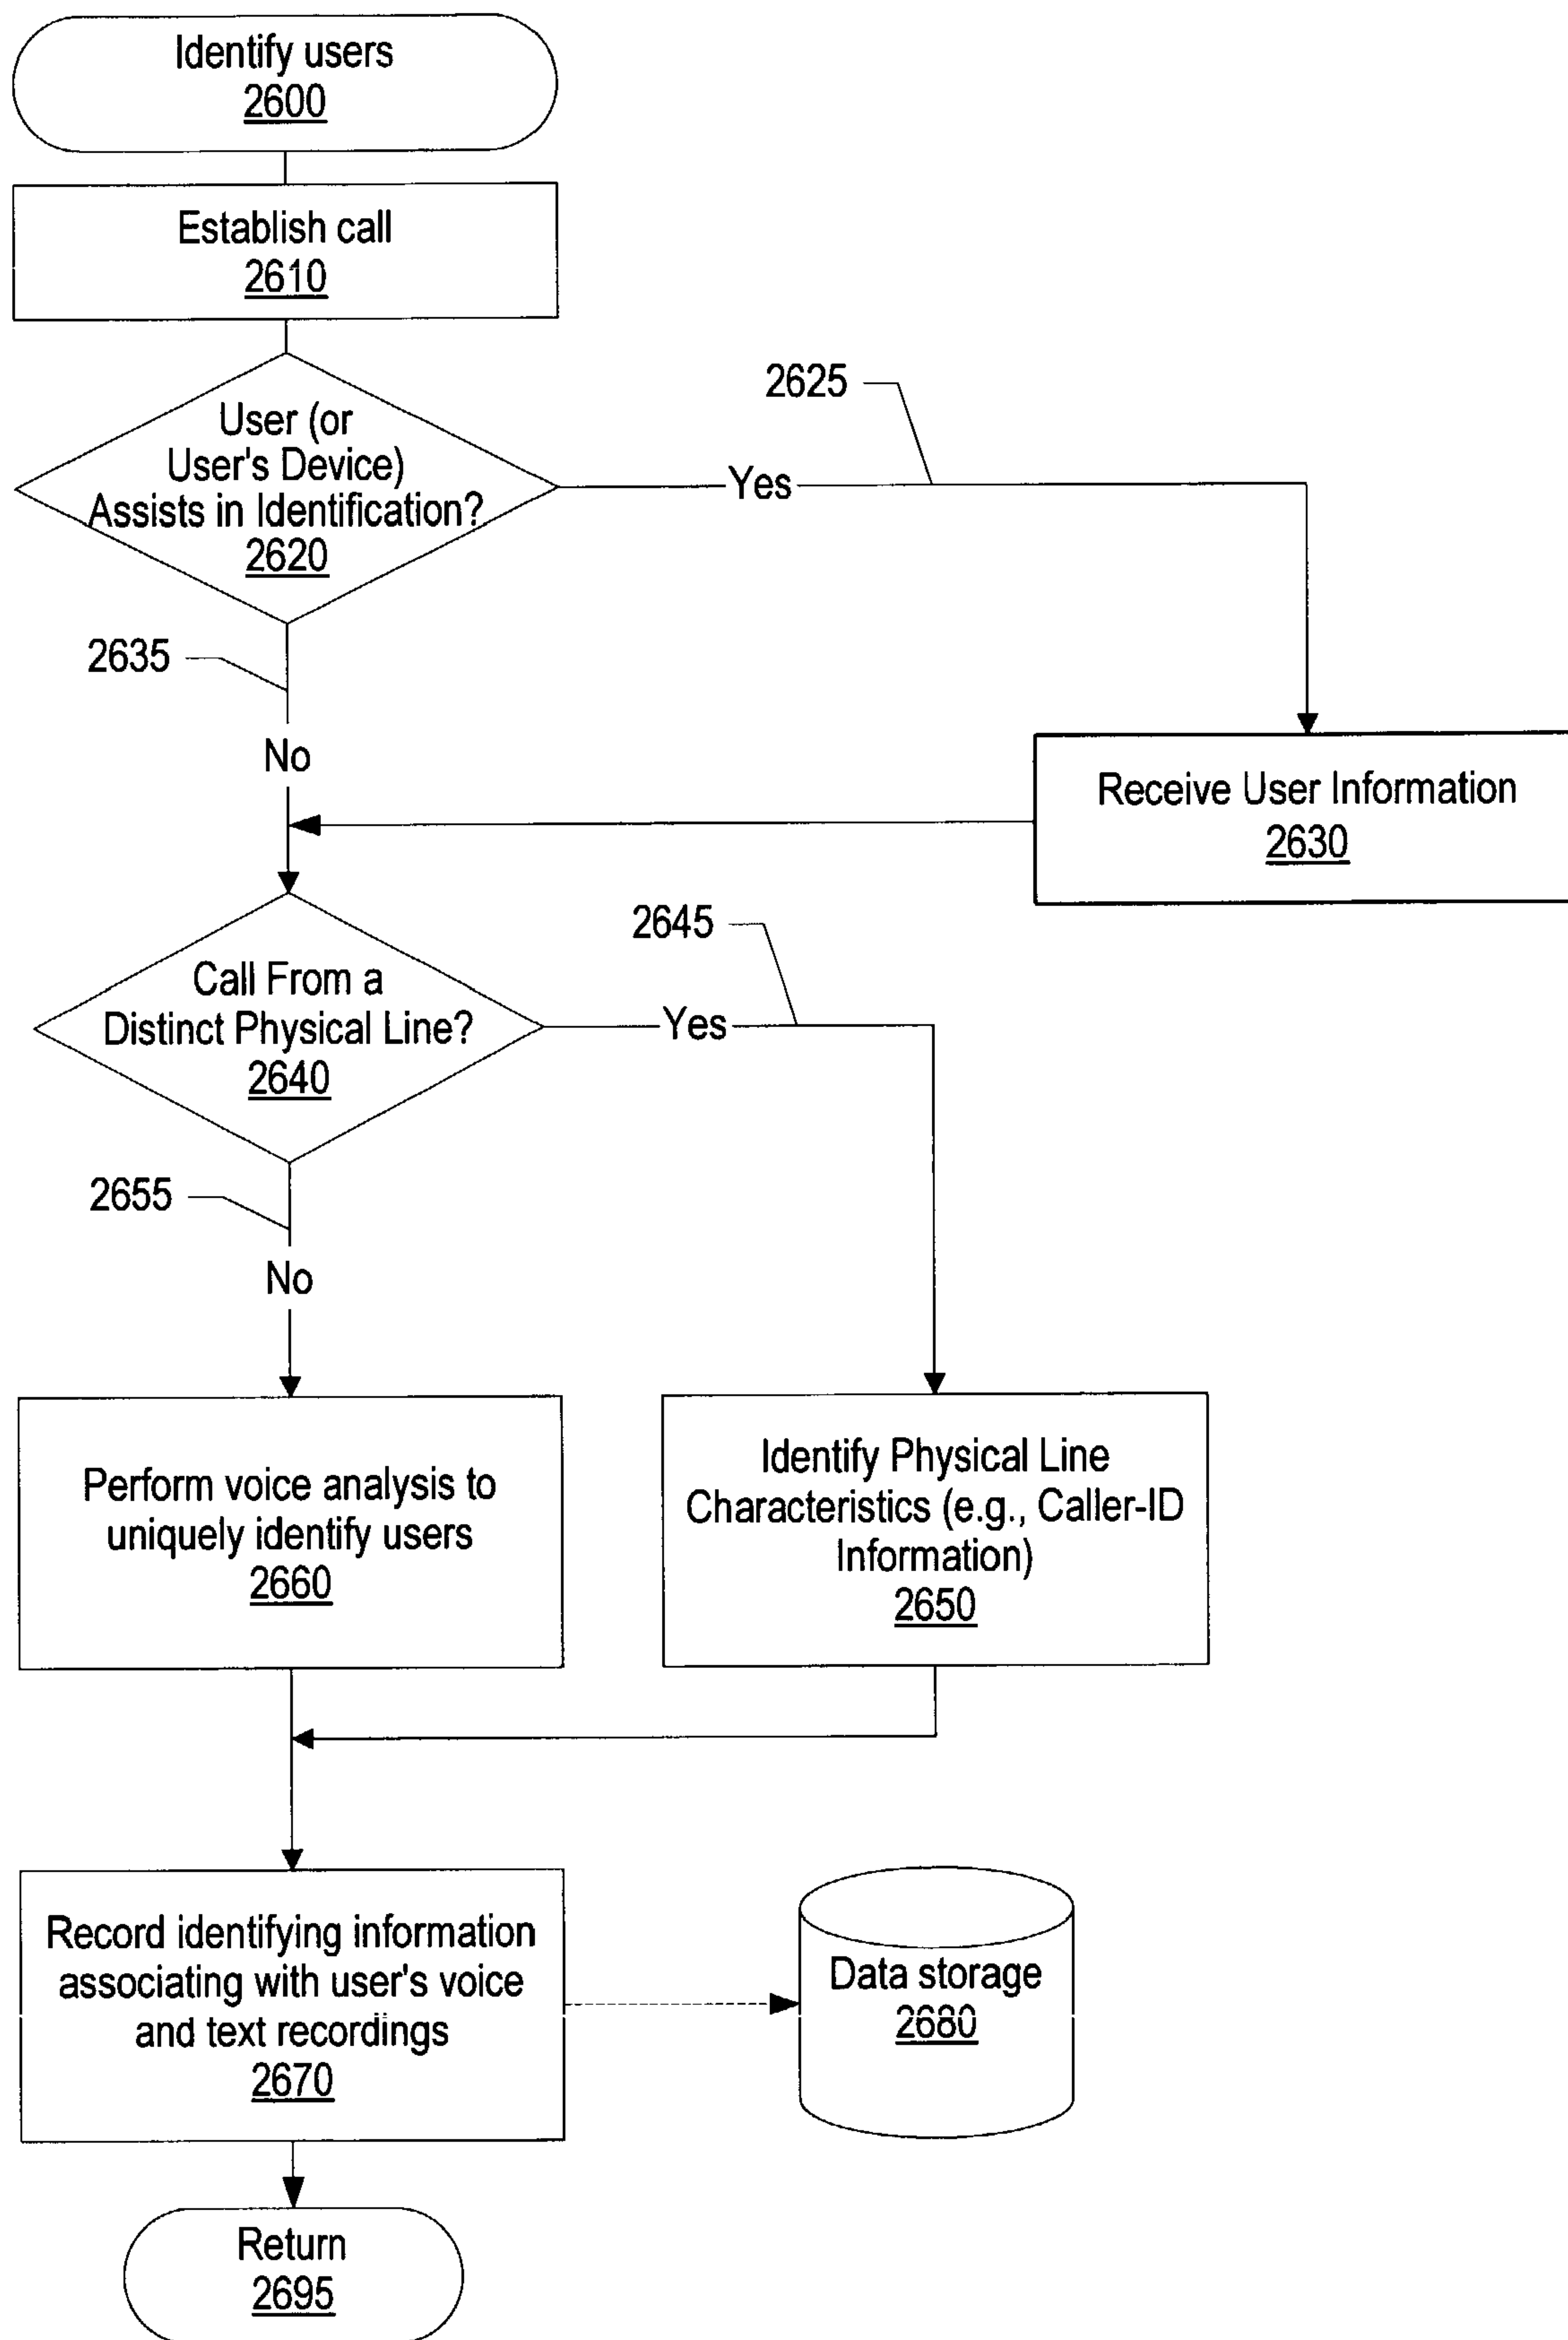 Identify users
2600
Establish call
2610
User (or
User's Device)
Assists in Identification?
2620
2625
Yes
2635
No
Receive User Information
2630
Call From a
Distinct Physical Line?
2640
2645
Yes
2655
No
Perform voice analysis to
uniquely identify users
2660
Identify Physical Line
Characteristics (e.g., Caller-ID
Information)
2650
Record identifying information
associating with user's voice
and text recordings
2670
Data storage
2680
Return
2695